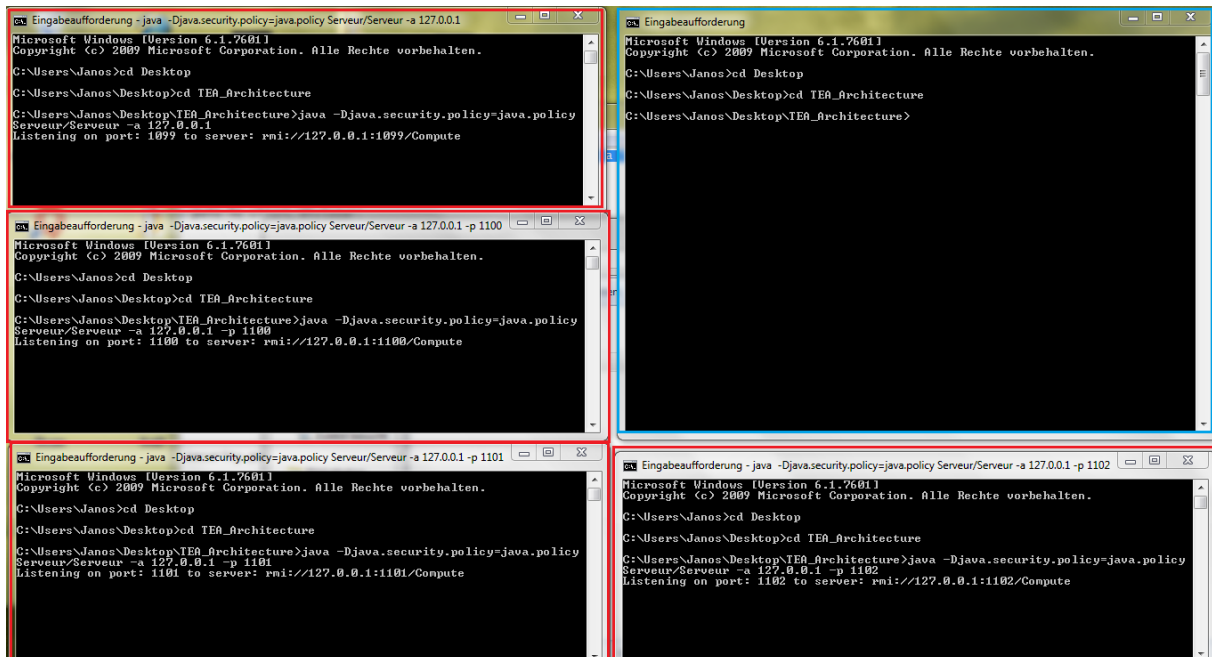 Eingabeaufforderung - java -Djava.security.policy=java.policy Serveur/Serveur -a 127.0.0.1
Microsoft Windows [Version 6.1.7601]
Copyright (c) 2009 Microsoft Corporation. Alle Rechte vorbehalten.
C:\Users\Janos>cd Desktop
C:\Users\Janos\Desktop>cd TEA_Architecture
C:\Users\Janos\Desktop\TEA_Architecture>java -Djava.security.policy=java.policy
Serveur/Serveur -a 127.0.0.1
Listening on port: 1099 to server: rmi://127.0.0.1:1099/Compute
Eingabeaufforderung
Microsoft Windows [Version 6.1.7601]
Copyright (c) 2009 Microsoft Corporation. Alle Rechte vorbehalten.
C:\Users\Janos>cd Desktop
C:\Users\Janos\Desktop>cd TEA_Architecture
C:\Users\Janos\Desktop\TEA_Architecture>
Eingabeaufforderung - java -Djava.security.policy=java.policy Serveur/Serveur -a 127.0.0.1 -p 1100
Microsoft Windows [Version 6.1.7601]
Copyright (c) 2009 Microsoft Corporation. Alle Rechte vorbehalten.
C:\Users\Janos>cd Desktop
C:\Users\Janos\Desktop>cd TEA_Architecture
C:\Users\Janos\Desktop\TEA_Architecture>java -Djava.security.policy=java.policy
Serveur/Serveur -a 127.0.0.1 -p 1100
Listening on port: 1100 to server: rmi://127.0.0.1:1100/Compute
Eingabeaufforderung - java -Djava.security.policy=java.policy Serveur/Serveur -a 127.0.0.1 -p 1101
Microsoft Windows [Version 6.1.7601]
Copyright (c) 2009 Microsoft Corporation. Alle Rechte vorbehalten.
C:\Users\Janos>cd Desktop
C:\Users\Janos\Desktop>cd TEA_Architecture
C:\Users\Janos\Desktop\TEA_Architecture>java -Djava.security.policy=java.policy
Serveur/Serveur -a 127.0.0.1 -p 1101
Listening on port: 1101 to server: rmi://127.0.0.1:1101/Compute
Eingabeaufforderung - java -Djava.security.policy=java.policy Serveur/Serveur -a 127.0.0.1 -p 1102
Microsoft Windows [Version 6.1.7601]
Copyright (c) 2009 Microsoft Corporation. Alle Rechte vorbehalten.
C:\Users\Janos>cd Desktop
C:\Users\Janos\Desktop>cd TEA_Architecture
C:\Users\Janos\Desktop\TEA_Architecture>java -Djava.security.policy=java.policy
Serveur/Serveur -a 127.0.0.1 -p 1102
Listening on port: 1102 to server: rmi://127.0.0.1:1102/Compute